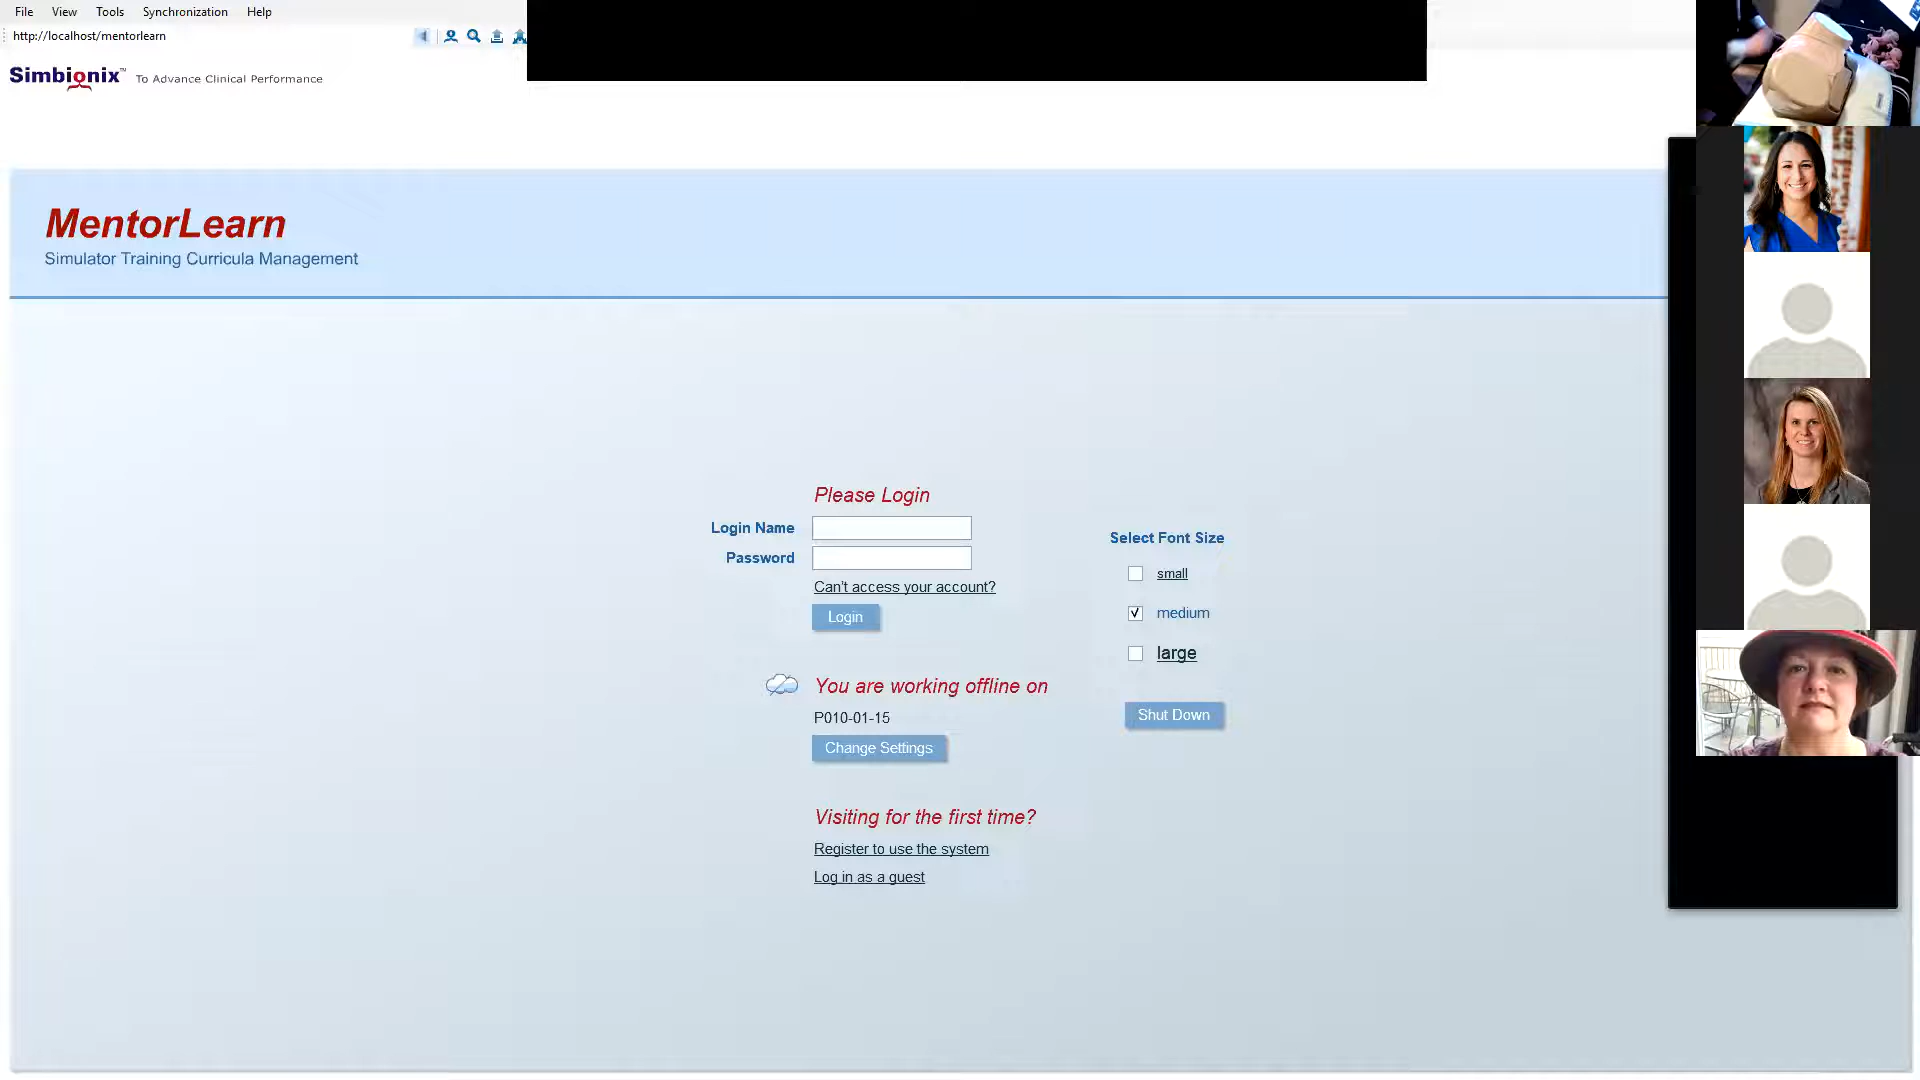 File View Tools Synchronization Help
http://localhost/mentorlearn
Simbionix™ To Advance Clinical Performance
MentorLearn
Simulator Training Curricula Management
Please Login
Login Name
Password
Can't access your account?
Login
Select Font Size
small
medium
large
You are working offline on
P010-01-15
Change Settings
Shut Down
Visiting for the first time?
Register to use the system
Log in as a guest